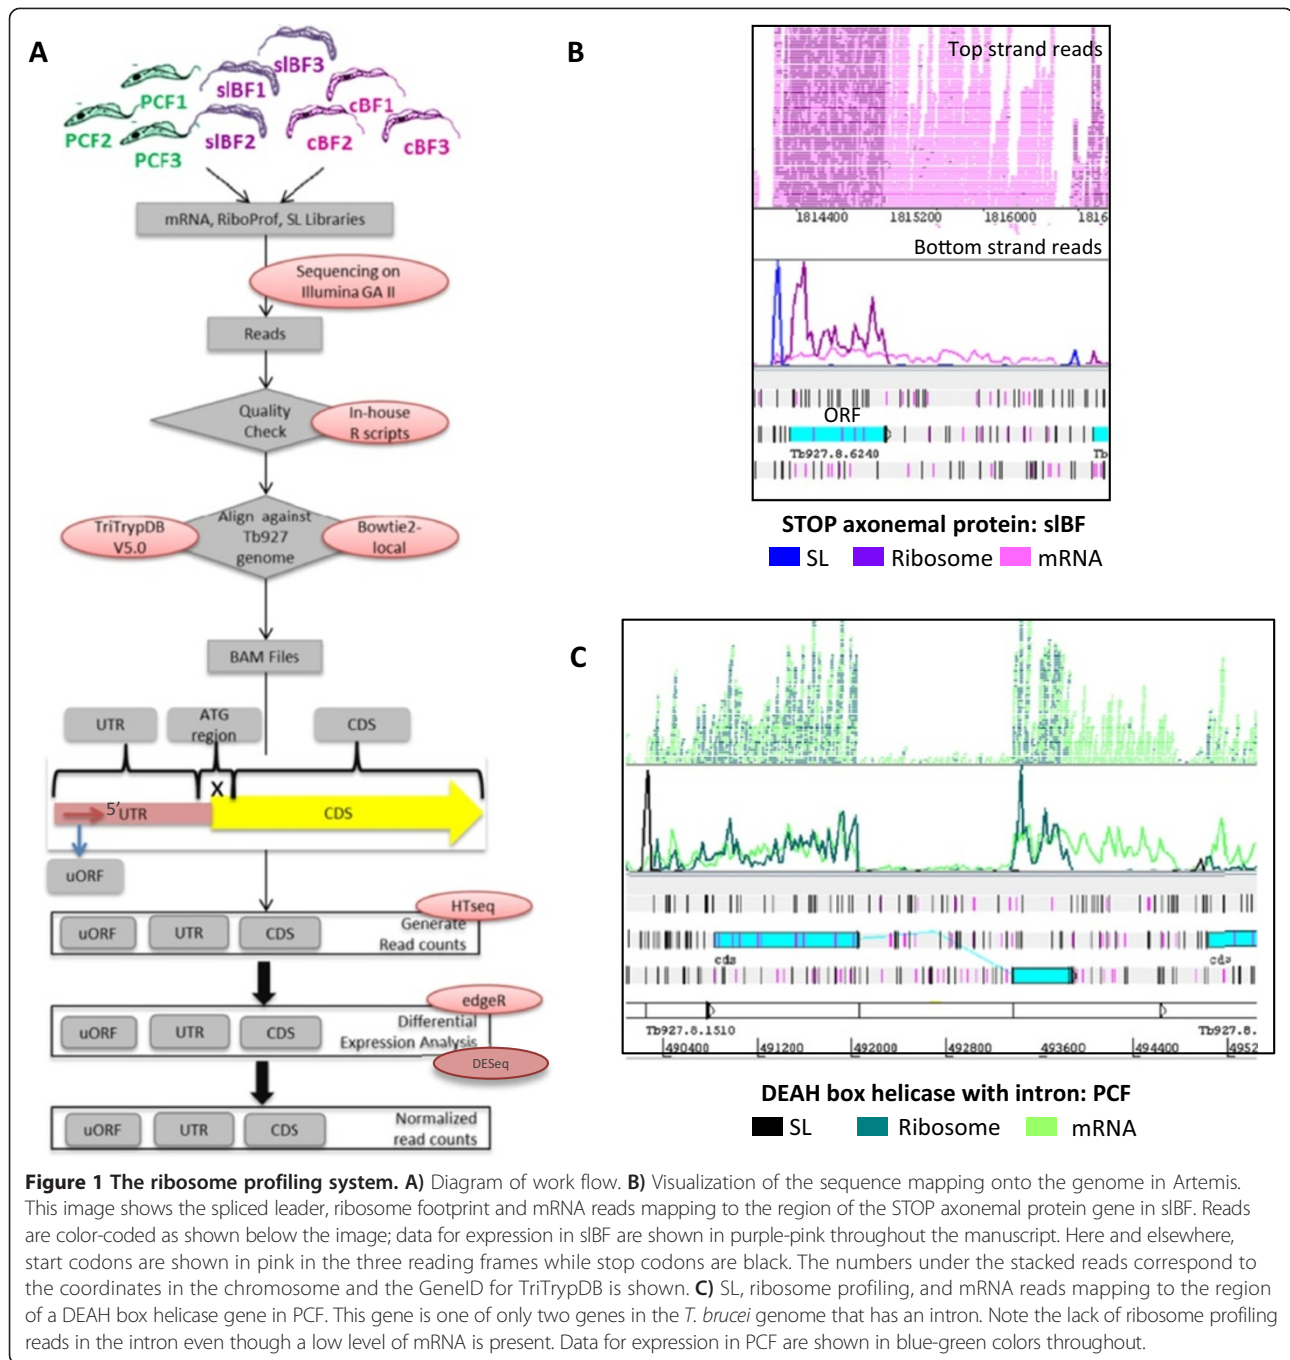 A
slBF3
PCF1
slBF1
cBF1
PCF2
PCF3
slBF2
cBF2
cBF3
mRNA, RiboProf, SL Libraries
Sequencing on
Illumina GA II
Reads
Quality
Check
In-house
R scripts
TriTrypDB
V5.0
Align against
Tb927
genome
Bowtie2-
local
BAM Files
UTR
ATG
region
CDS
X
5' UTR
CDS
uORF
HTseq
uORF
UTR
CDS
Generate
Read counts
edgeR
uORF
UTR
CDS
Differential
Expression Analysis
DESeq
uORF
UTR
CDS
Normalized
read counts
B
Top strand reads
1814400 1815200 1816000 1816
Bottom strand reads
ORF
Tb927.8.6240
Tb
STOP axonemal protein: slBF
SL Ribosome mRNA
C
cds
cds
Tb927.8.1510
Tb927.8.
490400 491200 492000 492800 493600 494400 4952
DEAH box helicase with intron: PCF
SL Ribosome mRNA
Figure 1 The ribosome profiling system. A) Diagram of work flow. B) Visualization of the sequence mapping onto the genome in Artemis.
This image shows the spliced leader, ribosome footprint and mRNA reads mapping to the region of the STOP axonemal protein gene in slBF. Reads
are color-coded as shown below the image; data for expression in slBF are shown in purple-pink throughout the manuscript. Here and elsewhere,
start codons are shown in pink in the three reading frames while stop codons are black. The numbers under the stacked reads correspond to
the coordinates in the chromosome and the GeneID for TriTrypDB is shown. C) SL, ribosome profiling, and mRNA reads mapping to the region
of a DEAH box helicase gene in PCF. This gene is one of only two genes in the T. brucei genome that has an intron. Note the lack of ribosome profiling
reads in the intron even though a low level of mRNA is present. Data for expression in PCF are shown in blue-green colors throughout.